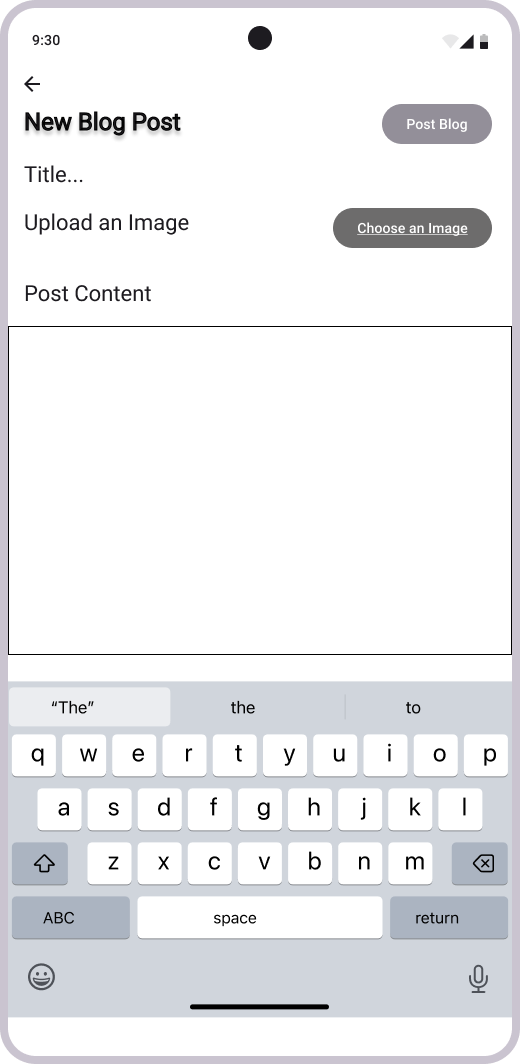 9:30
New Blog Post
Post Blog
Title...
Upload an Image
Choose an Image
Post Content
“The” the to
q w e r t y u i o p
a s d f g h j k l
z x c v b n m
ABC space return